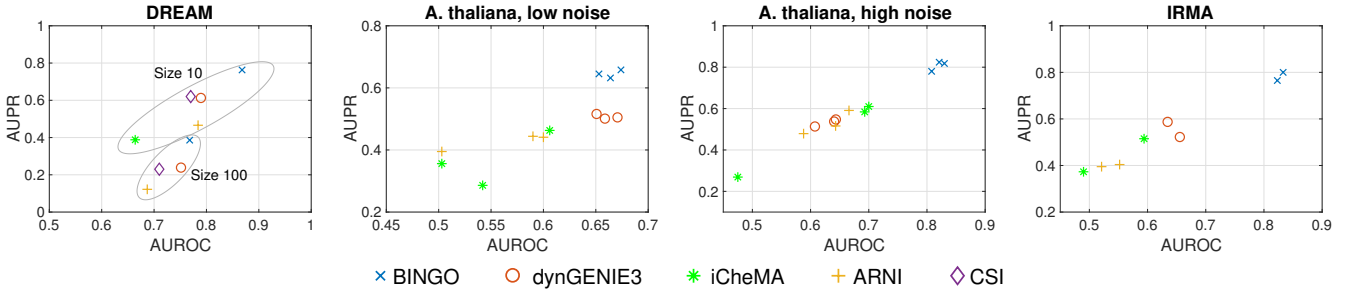 DREAM
AUPR
1
0.8
0.6
0.4
0.2
0
Size 10
Size 100
0.5 0.6 0.7 0.8 0.9 1
AUROC
A. thaliana, low noise
AUPR
0.8
0.6
0.4
0.2
0.45 0.5 0.55 0.6 0.65 0.7
AUROC
A. thaliana, high noise
AUPR
1
0.8
0.6
0.4
0.2
0.5 0.6 0.7 0.8 0.9
AUROC
IRMA
AUPR
1
0.8
0.6
0.4
0.2
0.5 0.6 0.7 0.8 0.9
AUROC
BINGO dynGENIE3 iCheMA ARNI CSI